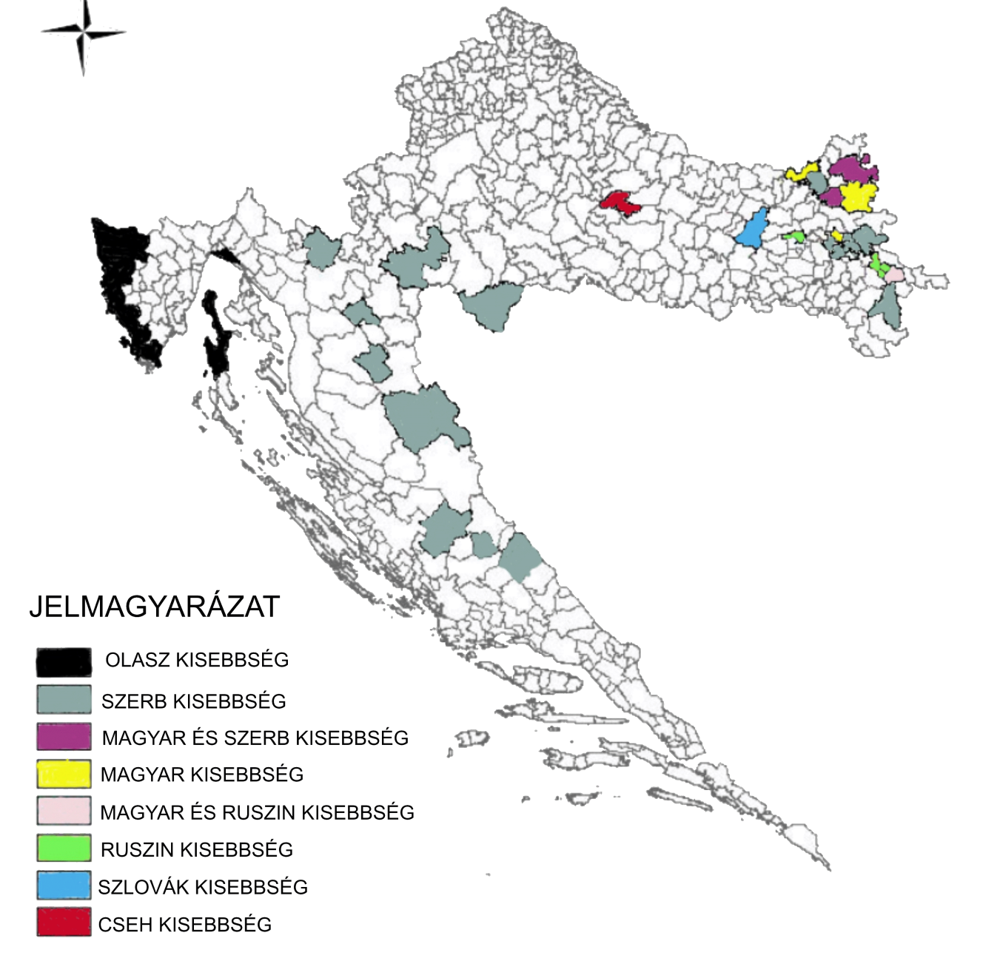 JELMAGYARÁZAT
OLASZ KISEBBSÉG
SZERB KISEBBSÉG
MAGYAR ÉS SZERB KISEBBSÉG
MAGYAR KISEBBSÉG
MAGYAR ÉS RUSZIN KISEBBSÉG
RUSZIN KISEBBSÉG
SZLOVÁK KISEBBSÉG
CSEH KISEBBSÉG